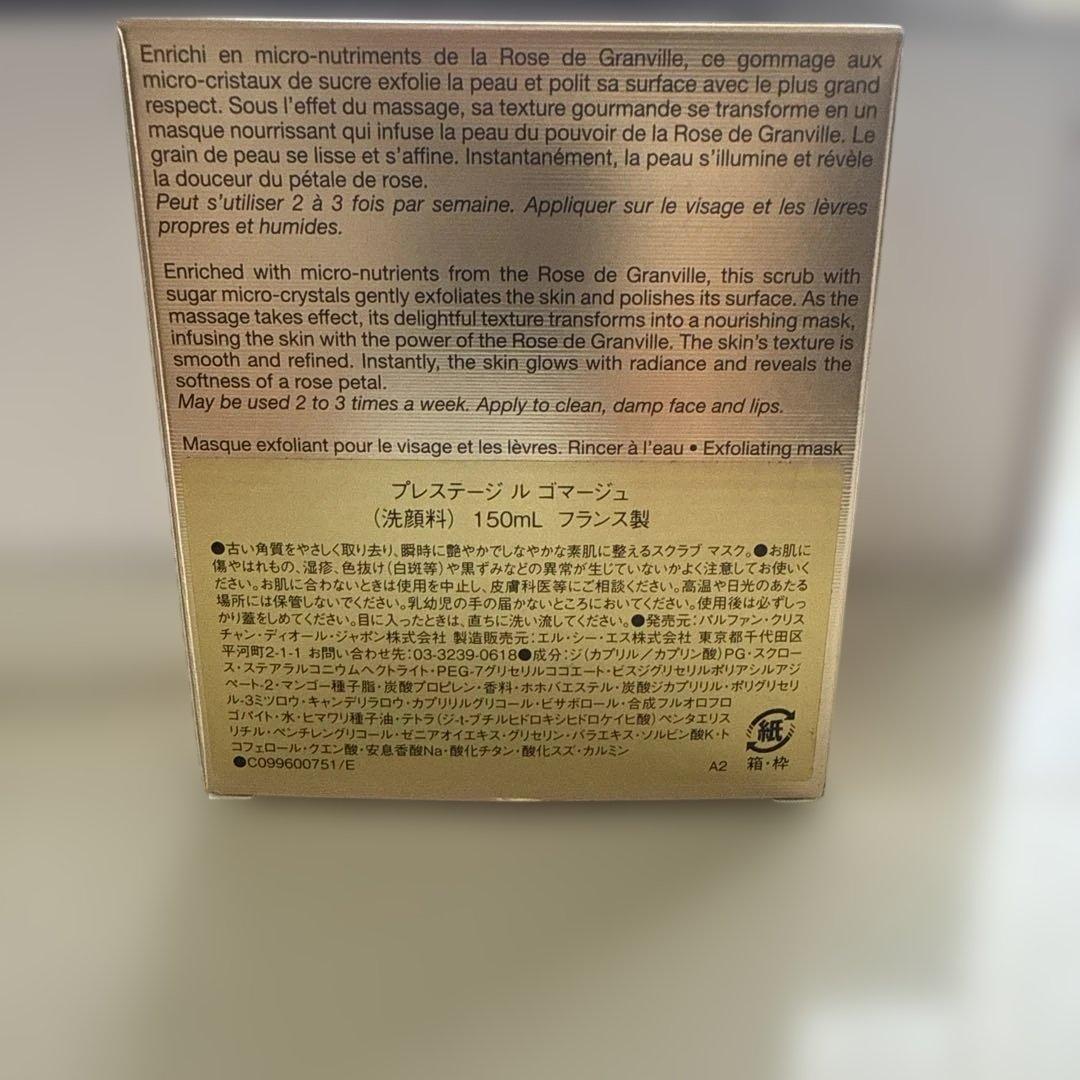 Enrichi en micro-nutriments de la Rose de Granville, ce gommage aux
micro-cristaux de sucre exfolie la peau et polit sa surface avec le plus grand
respect. Sous l'effet du massage, sa texture gourmande se transforme en un
masque nourrissant qui infuse la peau du pouvoir de la Rose de Granville. Le
grain de peau se lisse et s'affine. Instantanément, la peau s'illumine et révèle
la douceur du pétale de rose.
Peut s'utiliser 2 à 3 fois par semaine. Appliquer sur le visage et les lèvres
propres et humides.
Enriched with micro-nutrients from the Rose de Granville, this scrub with
sugar micro-crystals gently exfoliates the skin and polishes its surface. As the
massage takes effect, its delightful texture transforms into a nourishing mask,
infusing the skin with the power of the Rose de Granville. The skin's texture is
smooth and refined. Instantly, the skin glows with radiance and reveals the
softness of a rose petal.
May be used 2 to 3 times a week. Apply to clean, damp face and lips.
Masque exfoliant pour le visage et les lèvres. Rincer à l'eau • Exfoliating mask
プレステージ ル ゴマージュ
(洗顔料) 150mL フランス製
●古い角質をやさしく取り去り、瞬時に艶やかでしなやかな素肌に整えるスクラブ マスク。●お肌に
傷やはれもの、湿疹、色抜け(白斑等)や黒ずみなどの異常が生じていないかよく注意してお使いく
ださい。お肌に合わないときは使用を中止し、皮膚科医等にご相談ください。高温や日光のあたる
場所には保管しないでください。乳幼児の手の届かないところにおいてください。使用後は必ずしっ
かり蓋をしめてください。目に入ったときは、直ちに洗い流してください。●発売元:パルファン・クリス
チャン・ディオール・ジャポン株式会社 製造販売元:エル・シー・エス株式会社 東京都千代田区
平河町2-1-1 お問い合わせ先:03-3239-0618●成分:ジ(カプリル/カプリン酸)PG・スクロー
ス・ステアラルコニウムヘクトライト・PEG-7グリセリルココエート・ビスジグリセリルポリアシルアジ
ペート-2・マンゴー種子脂・炭酸プロピレン・香料・ホホバエステル・炭酸ジカプリリル・ポリグリセリ
ル-3ミツロウ・キャンデリラロウ・カプリリルグリコール・ビサボロール・合成フルオロフロ
ゴパイト・水・ヒマワリ種子油・テトラ(ジ-t-ブチルヒドロキシヒドロケイヒ酸)ペンタエリス
リチル・ペンチレングリコール・ゼニアオイエキス・グリセリン・バラエキス・ソルビン酸K・ト
コフェロール・クエン酸・安息香酸Na・酸化チタン・酸化スズ・カルミン
●C099600751/E
A2
紙
箱・枠